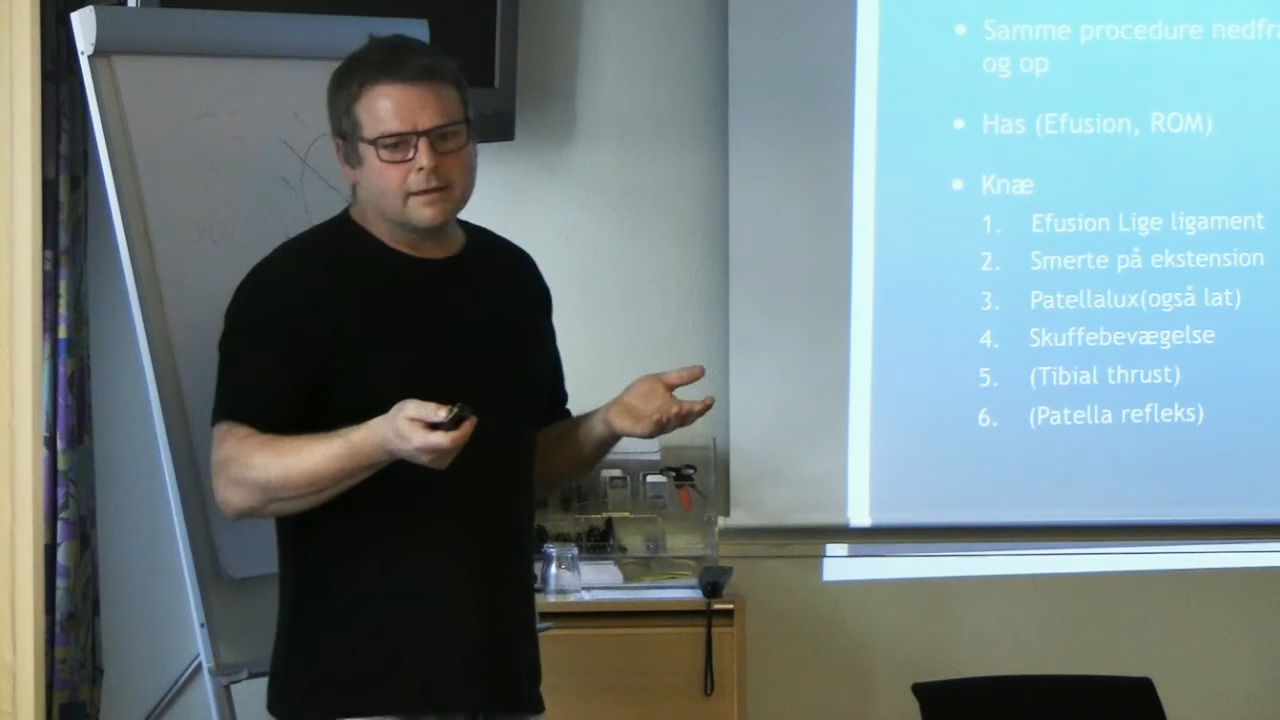 • Samme procedure nedfra
og op
• Has (Efusion, ROM)
• Knæ
1. Efusion Lige ligament
2. Smerte på ekstension
3. Patellalux(også lat)
4. Skuffebevægelse
5. (Tibial thrust)
6. (Patella refleks)